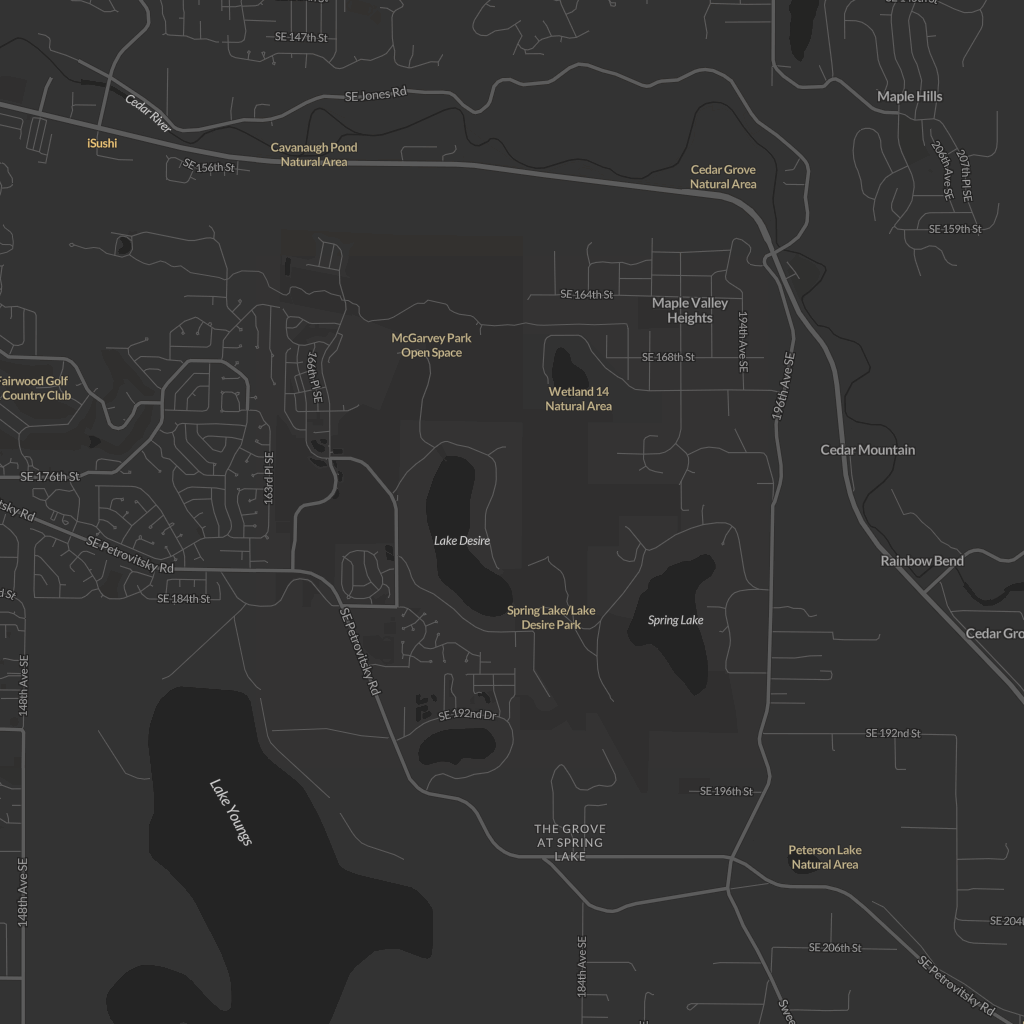 SE 147th St
SE Jones Rd
Cedar River
Maple Hills
iSushi
Cavanaugh Pond
Natural Area
SE 156th St
Cedar Grove
Natural Area
206th Ave SE
207th Pl SE
SE 159th St
SE 164th St
Maple Valley
Heights
194th Ave SE
McGarvey Park
Open Space
SE 168th St
166th Pl SE
196th Ave SE
Fairwood Golf
Country Club
Wetland 14
Natural Area
Cedar Mountain
SE 176th St
163rd Pl SE
tsky Rd
SE Petrovitsky Rd
Lake Desire
Rainbow Bend
SE 184th St
d St
Spring Lake/Lake
Desire Park
Spring Lake
Cedar Gro
SE Petrovitsky Rd
148th Ave SE
SE 192nd Dr
SE 192nd St
Lake Youngs
SE 196th St
THE GROVE
AT SPRING
LAKE
Peterson Lake
Natural Area
148th Ave SE
SE 204t
SE 206th St
184th Ave SE
SE Petrovitsky Rd
Swee